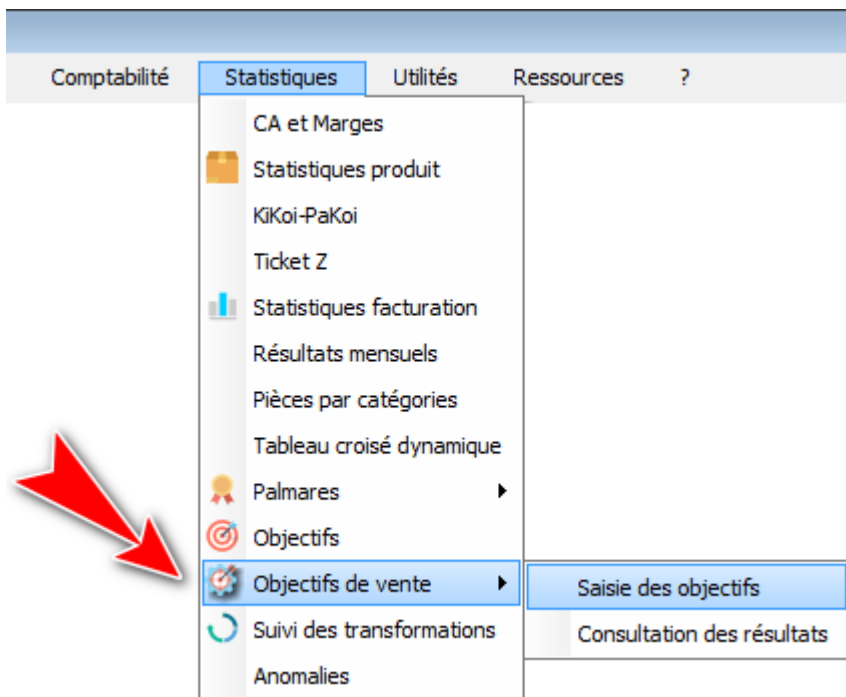 Comptabilité Statistiques Utilités Ressources ?
CA et Marges
Statistiques produit
KiKoi-PaKoi
Ticket Z
Statistiques facturation
Résultats mensuels
Pièces par catégories
Tableau croisé dynamique
Palmares
Objectifs
Objectifs de vente
Saisie des objectifs
Suivi des transformations
Consultation des résultats
Anomalies